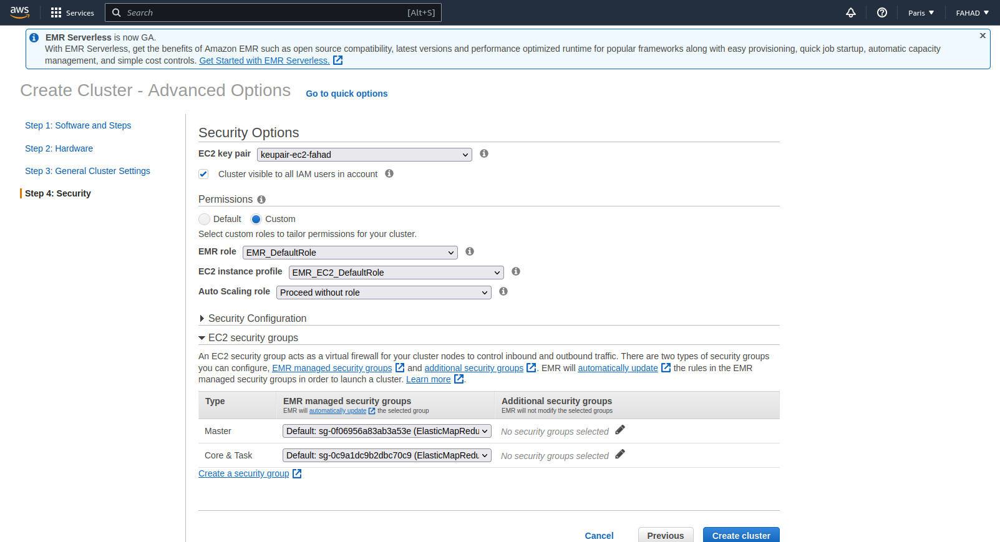 aws
Services
Search
[Alt+S]
Paris
FAHAD
EMR Serverless is now GA.
With EMR Serverless, get the benefits of Amazon EMR such as open source compatibility, latest versions and performance optimized runtime for popular frameworks along with easy provisioning, quick job startup, automatic capacity
management, and simple cost controls. Get Started with EMR Serverless.
x
Create Cluster - Advanced Options
Go to quick options
Step 1: Software and Steps
Step 2: Hardware
Step 3: General Cluster Settings
Step 4: Security
Security Options
EC2 key pair keupair-ec2-fahad
Cluster visible to all IAM users in account
Permissions
Default Custom
Select custom roles to tailor permissions for your cluster.
EMR role EMR_DefaultRole
EC2 instance profile EMR_EC2_DefaultRole
Auto Scaling role Proceed without role
Security Configuration
EC2 security groups
An EC2 security group acts as a virtual firewall for your cluster nodes to control inbound and outbound traffic. There are two types of security groups
you can configure, EMR managed security groups and additional security groups. EMR will automatically update the rules in the EMR
managed security groups in order to launch a cluster. Learn more.
Type EMR managed security groups Additional security groups
EMR will automatically update the selected group EMR will not modify the selected groups
Master Default: sg-0f06956a83ab3a53e (ElasticMapRedu No security groups selected
Core & Task Default: sg-0c9a1dc9b2dbc70c9 (ElasticMapRedu No security groups selected
Create a security group
Cancel Previous Create cluster